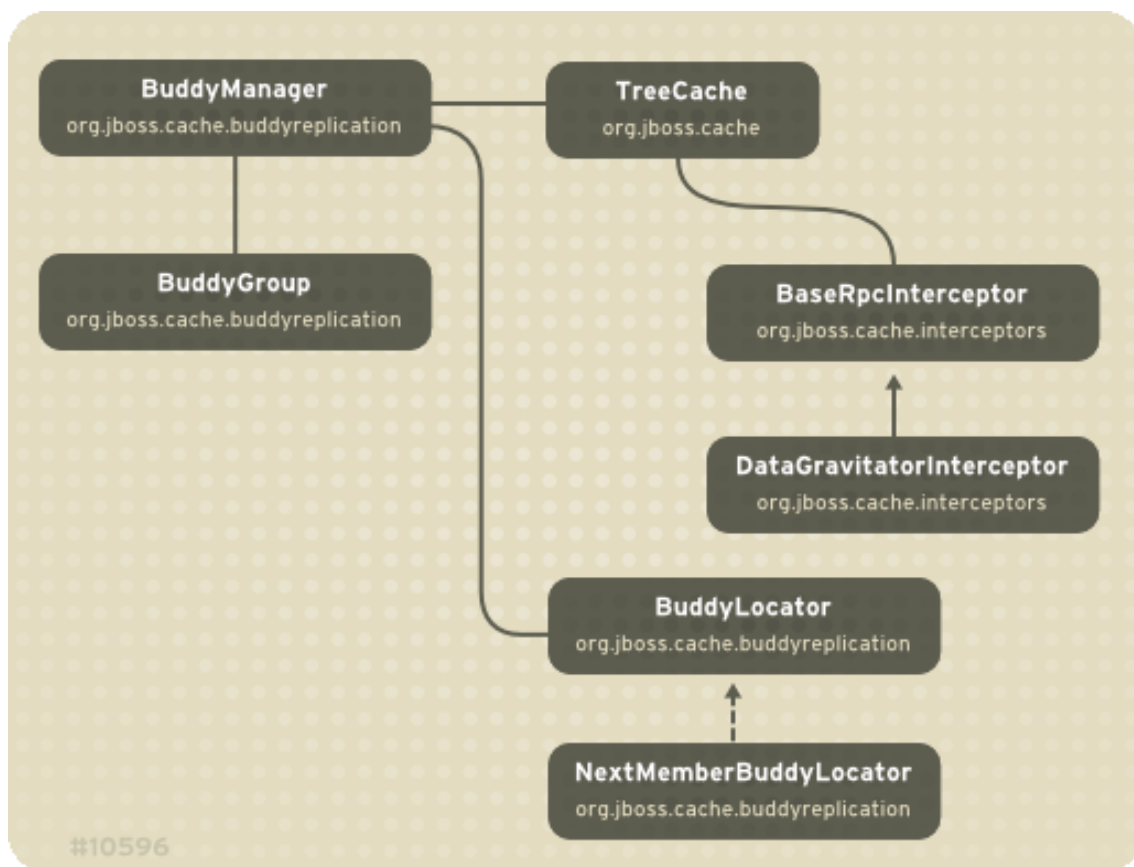 BuddyManager
org.jboss.cache.buddyreplication
TreeCache
org.jboss.cache
BuddyGroup
org.jboss.cache.buddyreplication
BaseRpcInterceptor
org.jboss.cache.interceptors
DataGravitatorInterceptor
org.jboss.cache.interceptors
BuddyLocator
org.jboss.cache.buddyreplication
NextMemberBuddyLocator
org.jboss.cache.buddyreplication
#10596